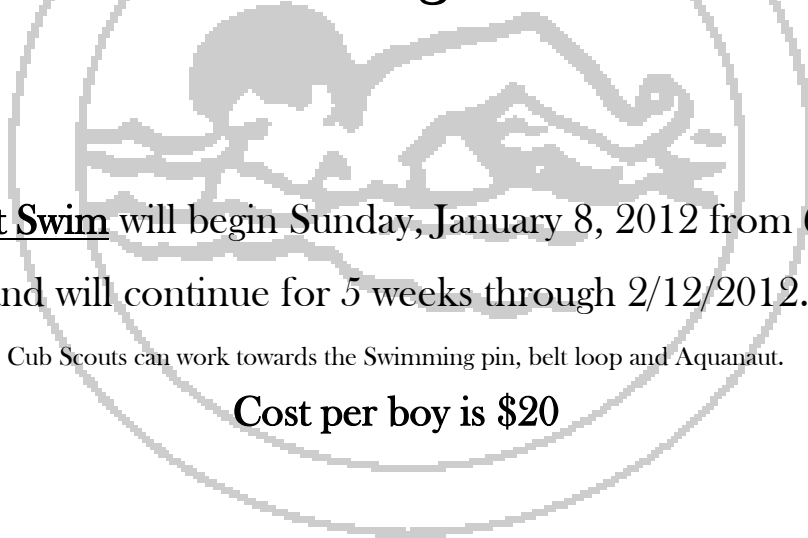 Swim will begin Sunday, January 8, 2012 from
will continue for 5 weeks through 2/12/2012.
Cub Scouts can work towards the Swimming pin, belt loop and Aquanaut.
Cost per boy is $20